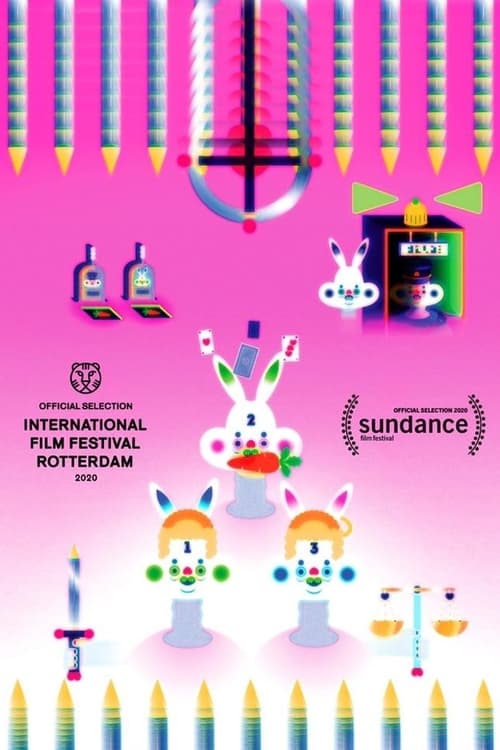 OFFICIAL SELECTION
INTERNATIONAL
FILM FESTIVAL
ROTTERDAM
2020
OFFICIAL SELECTION 2020
sundance
film festival
2
1
3